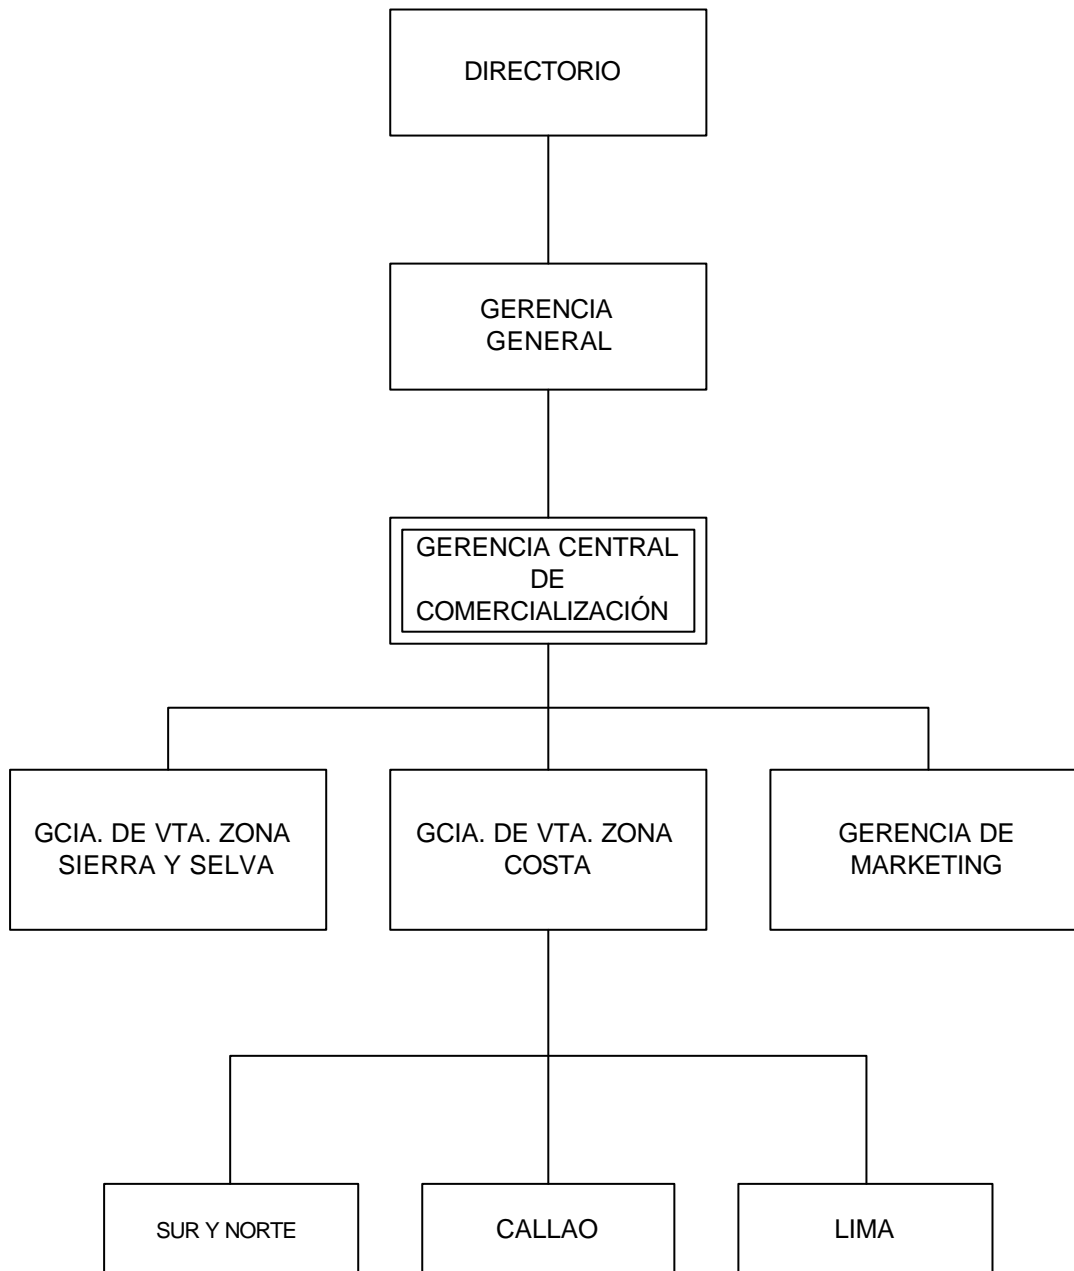 DIRECTORIO
GERENCIA
GENERAL
GERENCIA CENTRAL
DE
COMERCIALIZACIÓN
GCIA. DE VTA. ZONA
SIERRA Y SELVA
GCIA. DE VTA. ZONA
COSTA
GERENCIA DE
MARKETING
SUR Y NORTE
CALLAO
LIMA